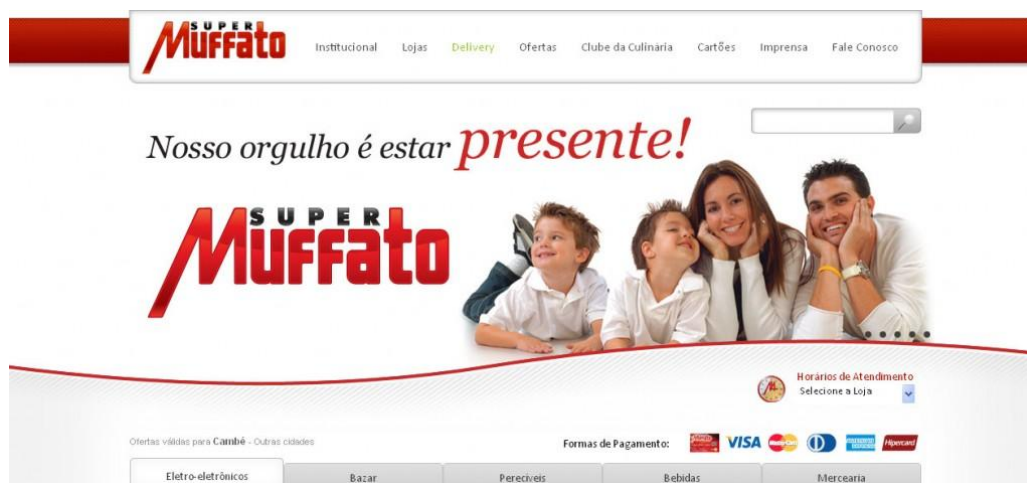 SUPER
Muffato
Institucional Lojas Delivery Ofertas Clube da Culinária Cartões Imprensa Fale Conosco
Nosso orgulho é estar presente!
SUPER
Muffato
Horários de Atendimento
Selecione a Loja
Ofertas válidas para Cambé - Outras cidades
Formas de Pagamento: VISA MasterCard Hipercard
Eletro-eletrônicos Bazar Perecíveis Bebidas Mercearia